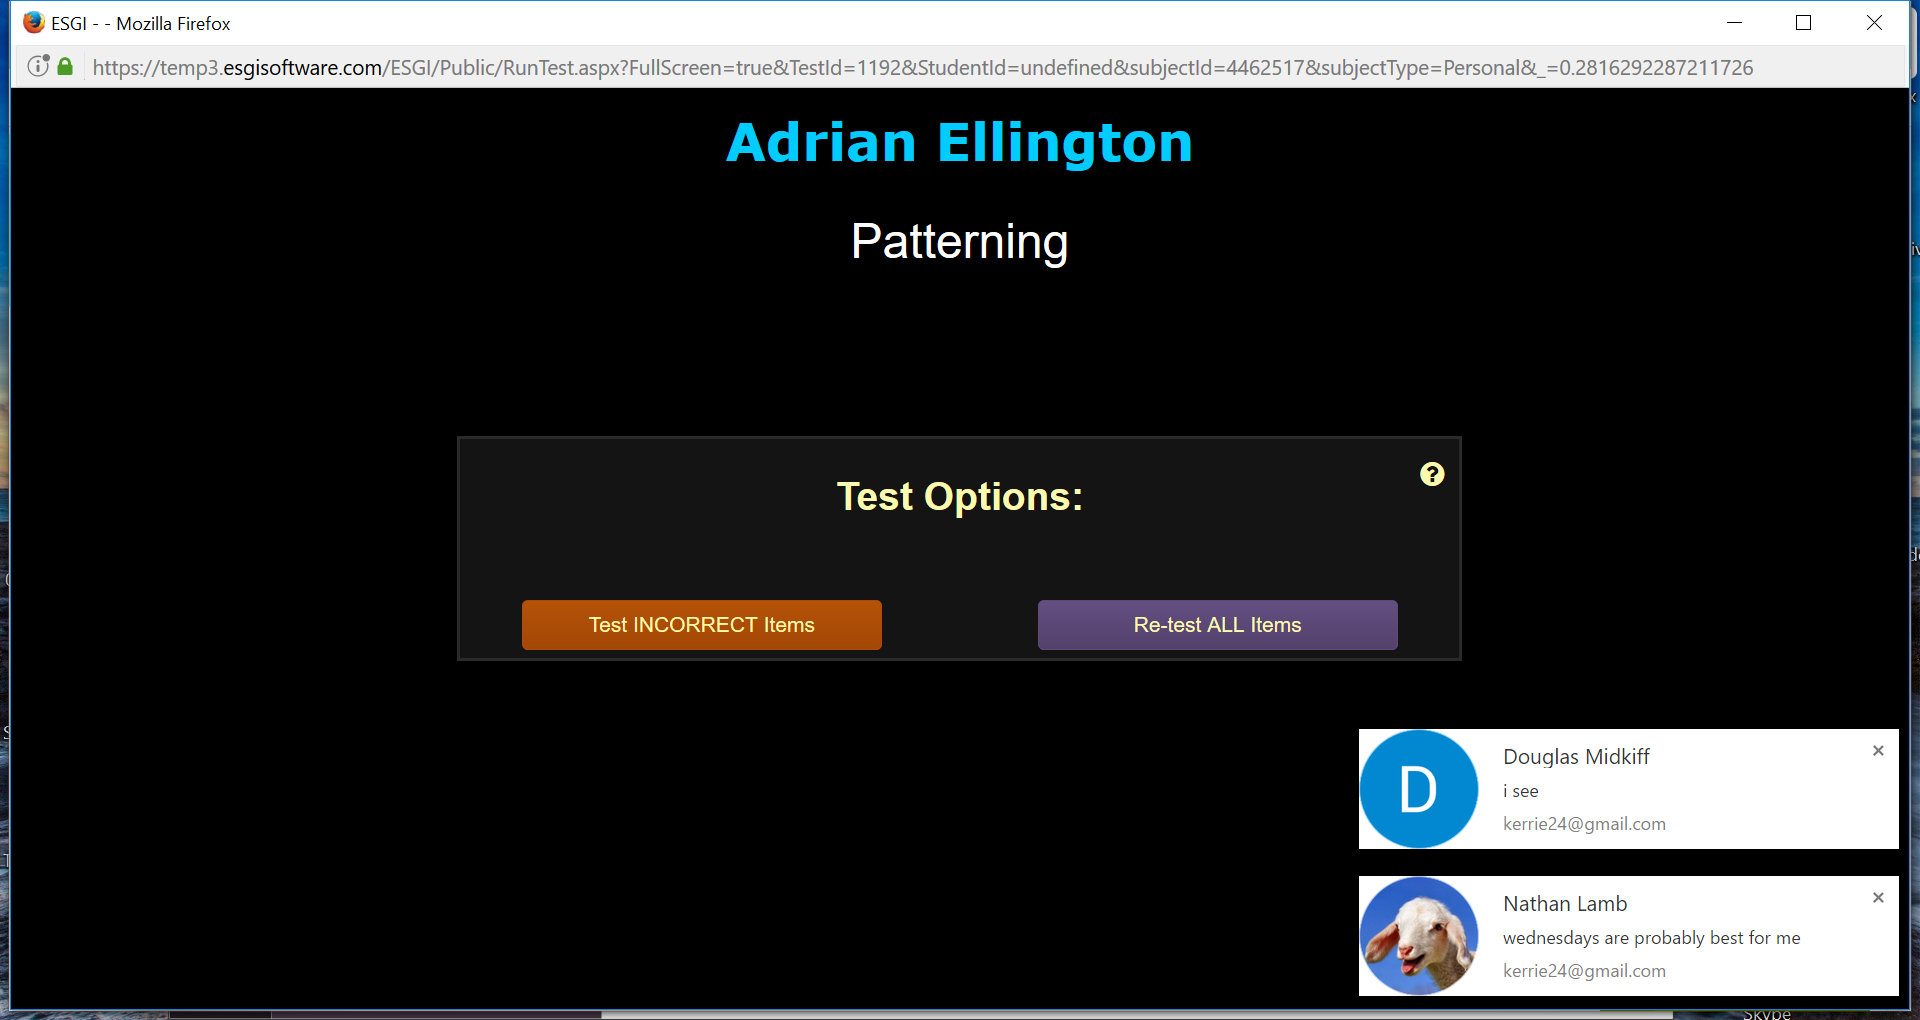 ESGI - - Mozilla Firefox
https://temp3.esgisoftware.com/ESGI/Public/RunTest.aspx?FullScreen=true&TestId=1192&StudentId=undefined&subjectId=4462517&subjectType=Personal&_=0.2816292287211726
Adrian Ellington
Patterning
Test Options:
?
Test INCORRECT Items
Re-test ALL Items
D
Douglas Midkiff
i see
kerrie24@gmail.com
Nathan Lamb
wednesdays are probably best for me
kerrie24@gmail.com
Skype